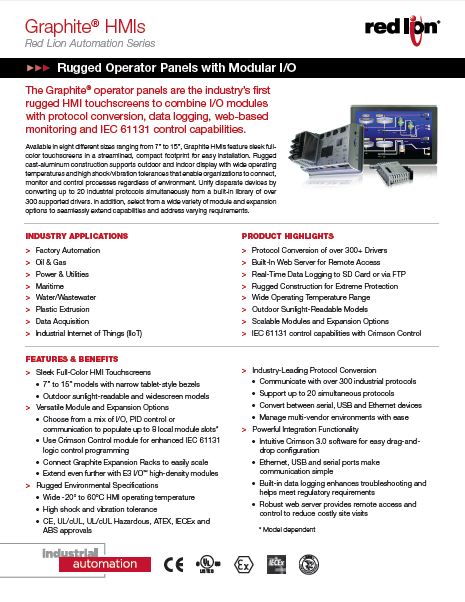 Graphite® HMIs
Red Lion Automation Series
red lion®
►►► Rugged Operator Panels with Modular I/O
The Graphite® operator panels are the industry's first
rugged HMI touchscreens to combine I/O modules
with protocol conversion, data logging, web-based
monitoring and IEC 61131 control capabilities.
Available in eight different sizes ranging from 7" to 15", Graphite HMIs feature sleek full-
color touchscreens in a streamlined, compact footprint for easy installation. Rugged
cast-aluminum construction supports outdoor and indoor display with wide operating
temperatures and high shock/vibration tolerances that enable organizations to connect,
monitor and control processes regardless of environment. Unify disparate devices by
converting up to 20 industrial protocols simultaneously from a built-in library of over
300 supported drivers. In addition, select from a wide variety of module and expansion
options to seamlessly extend capabilities and address varying requirements.
INDUSTRY APPLICATIONS
> Factory Automation
> Oil & Gas
> Power & Utilities
> Maritime
> Water/Wastewater
> Plastic Extrusion
> Data Acquisition
> Industrial Internet of Things (IIoT)
PRODUCT HIGHLIGHTS
> Protocol Conversion of over 300+ Drivers
> Built-In Web Server for Remote Access
> Real-Time Data Logging to SD Card or via FTP
> Rugged Construction for Extreme Protection
> Wide Operating Temperature Range
> Outdoor Sunlight-Readable Models
> Scalable Modules and Expansion Options
> IEC 61131 control capabilities with Crimson Control
FEATURES & BENEFITS
> Sleek Full-Color HMI Touchscreens
• 7" to 15" models with narrow tablet-style bezels
• Outdoor sunlight-readable and widescreen models
> Versatile Module and Expansion Options
• Choose from a mix of I/O, PID control or
communication to populate up to 8 local module slots*
• Use Crimson Control module for enhanced IEC 61131
logic control programming
• Connect Graphite Expansion Racks to easily scale
• Extend even further with E3 I/O™ high-density modules
> Rugged Environmental Specifications
• Wide -20° to 60°C HMI operating temperature
• High shock and vibration tolerance
• CE, UL/cUL, UL/cUL Hazardous, ATEX, IECEx and
ABS approvals
> Industry-Leading Protocol Conversion
• Communicate with over 300 industrial protocols
• Support up to 20 simultaneous protocols
• Convert between serial, USB and Ethernet devices
• Manage multi-vendor environments with ease
> Powerful Integration Functionality
• Intuitive Crimson 3.0 software for easy drag-and-
drop configuration
• Ethernet, USB and serial ports make
communication simple
• Built-in data logging enhances troubleshooting and
helps meet regulatory requirements
• Robust web server provides remote access and
control to reduce costly site visits
* Model dependent
industrial
automation
CE
c UL us
LISTED
Ex
IECEx